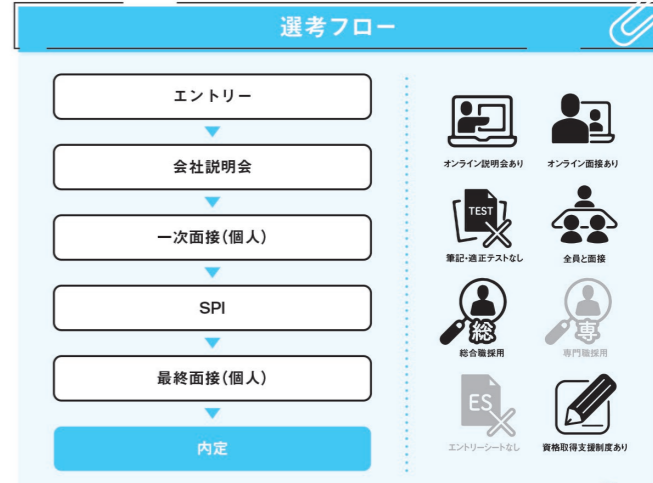 選考フロー
エントリー
会社説明会
一次面接(個人)
SPI
最終面接(個人)
内定
オンライン説明会あり
オンライン面接あり
TEST
筆記・適正テストなし
全員と面接
総
総合職採用
専
専門職採用
ES
エントリーシートなし
資格取得支援制度あり